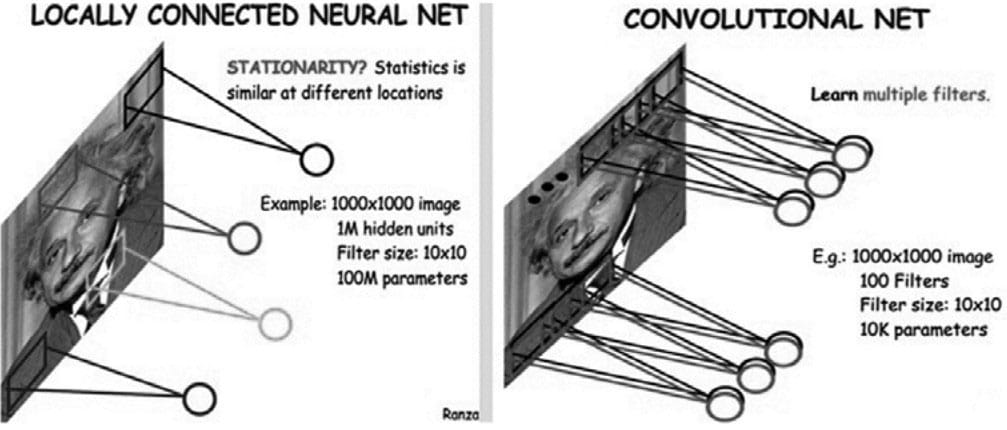 LOCALLY CONNECTED NEURAL NET
STATIONARITY? Statistics is
similar at different locations
Example: 1000x1000 image
1M hidden units
Filter size: 10x10
100M parameters
Ranza
CONVOLUTIONAL NET
Learn multiple filters.
E.g.: 1000x1000 image
100 Filters
Filter size: 10x10
10K parameters